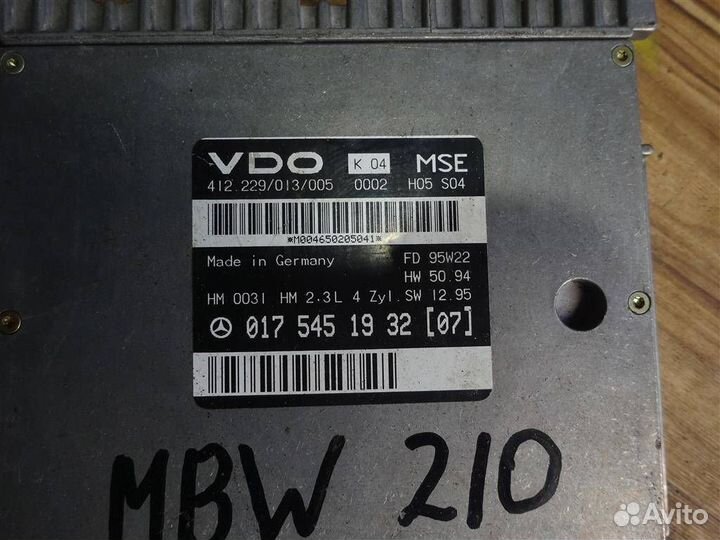 VDO K 04 MSE
412.229/013/005 0002 H05 S04
*M004650205041*
Made in Germany FD 95W22
HW 50.94
HM 0031 HM 2.3L 4 Zyl. SW 12.95
017 545 19 32 [07]
MBW 210
Avito